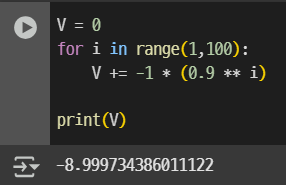 V = 0
for i in range(1,100):
    V += -1 * (0.9 ** i)
print(V)
-8.999734386011122